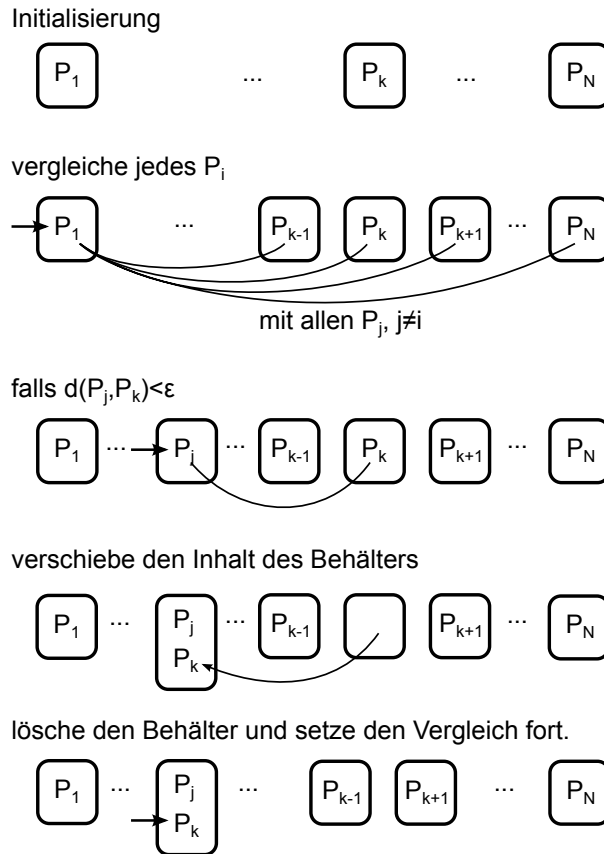 Initialisierung
P1 ... Pk ... PN
vergleiche jedes Pi
P1 ... Pk-1 Pk Pk+1 ... PN
mit allen Pj, j≠i
falls d(Pj,Pk)<ε
P1 ... Pj ... Pk-1 Pk Pk+1 ... PN
verschiebe den Inhalt des Behälters
P1 ... Pj ... Pk-1 Pk+1 ... PN
Pk
lösche den Behälter und setze den Vergleich fort.
P1 ... Pj ... Pk-1 Pk+1 ... PN
Pk